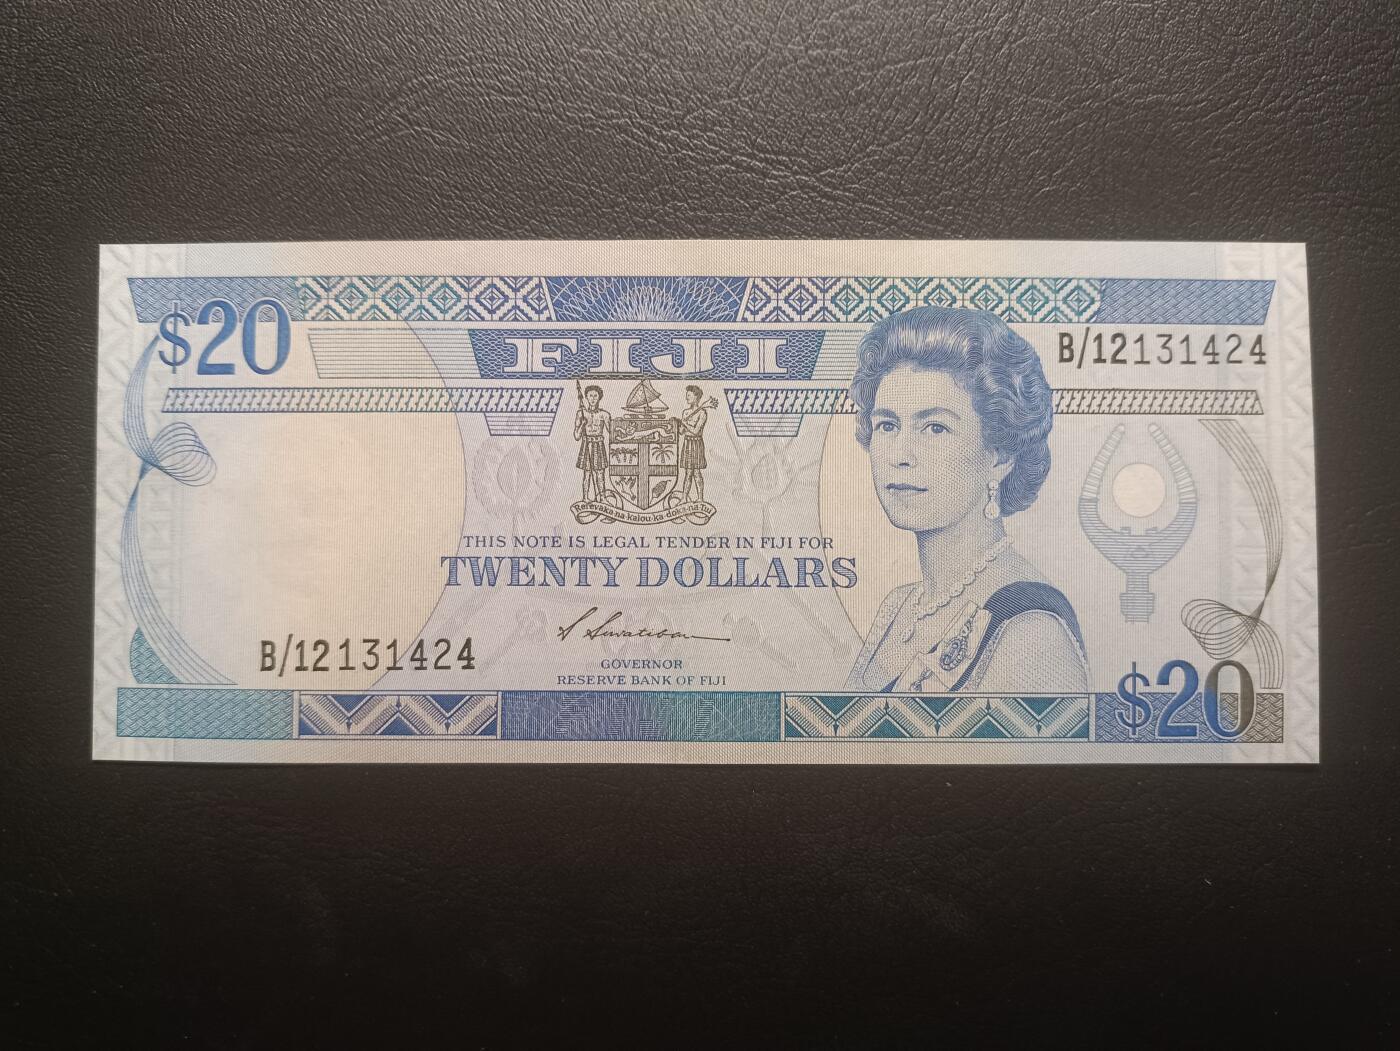 $20
FIJI
B/12131424
Rerevaka·na·kalou·ka·doka·na·Tui
THIS NOTE IS LEGAL TENDER IN FIJI FOR
TWENTY DOLLARS
B/12131424
GOVERNOR
RESERVE BANK OF FIJI
$20